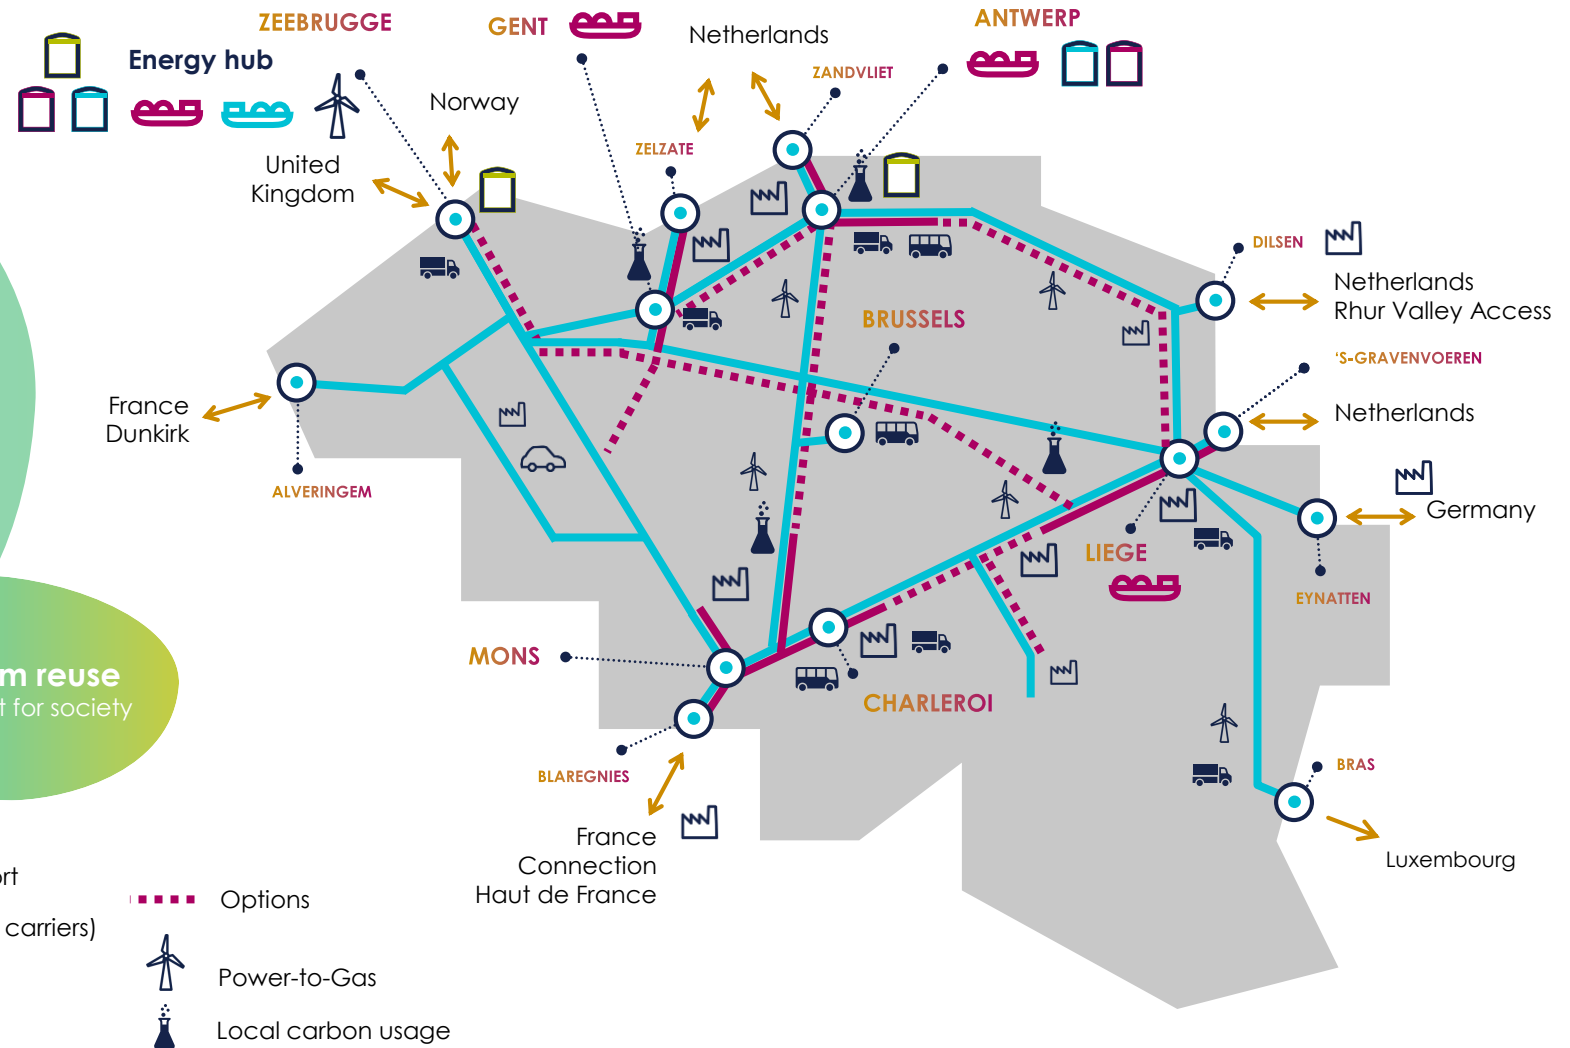 ZEEBRUGGE
GENT
ANTWERP
Netherlands
Energy hub
ZANDVLIET
Norway
ZELZATE
United
Kingdom
DILSEN
Netherlands
Rhur Valley Access
BRUSSELS
'S-GRAVENVOEREN
France
Dunkirk
Netherlands
ALVERINGEM
Germany
LIEGE
EYNATTEN
MONS
m reuse
t for society
CHARLEROI
BLAREGNIES
BRAS
France
Connection
Haut de France
Luxembourg
ort
carriers)
Options
Power-to-Gas
Local carbon usage